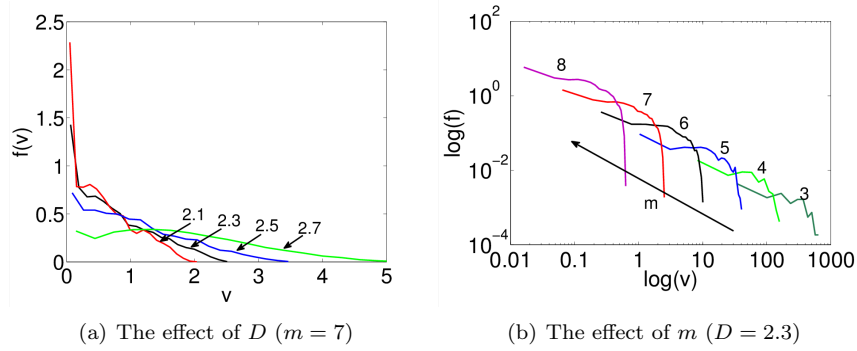 2.5
2
1.5
1
0.5
0
f(v)
2.1
2.3
2.5
2.7
0 1 2 3 4 5
v
(a) The effect of D (m = 7)
10^0
10^0
10^-2
10^-4
log(f)
8
7
6
5
4
3
m
0.01 0.1 1 10 100 1000
log(v)
(b) The effect of m (D = 2.3)